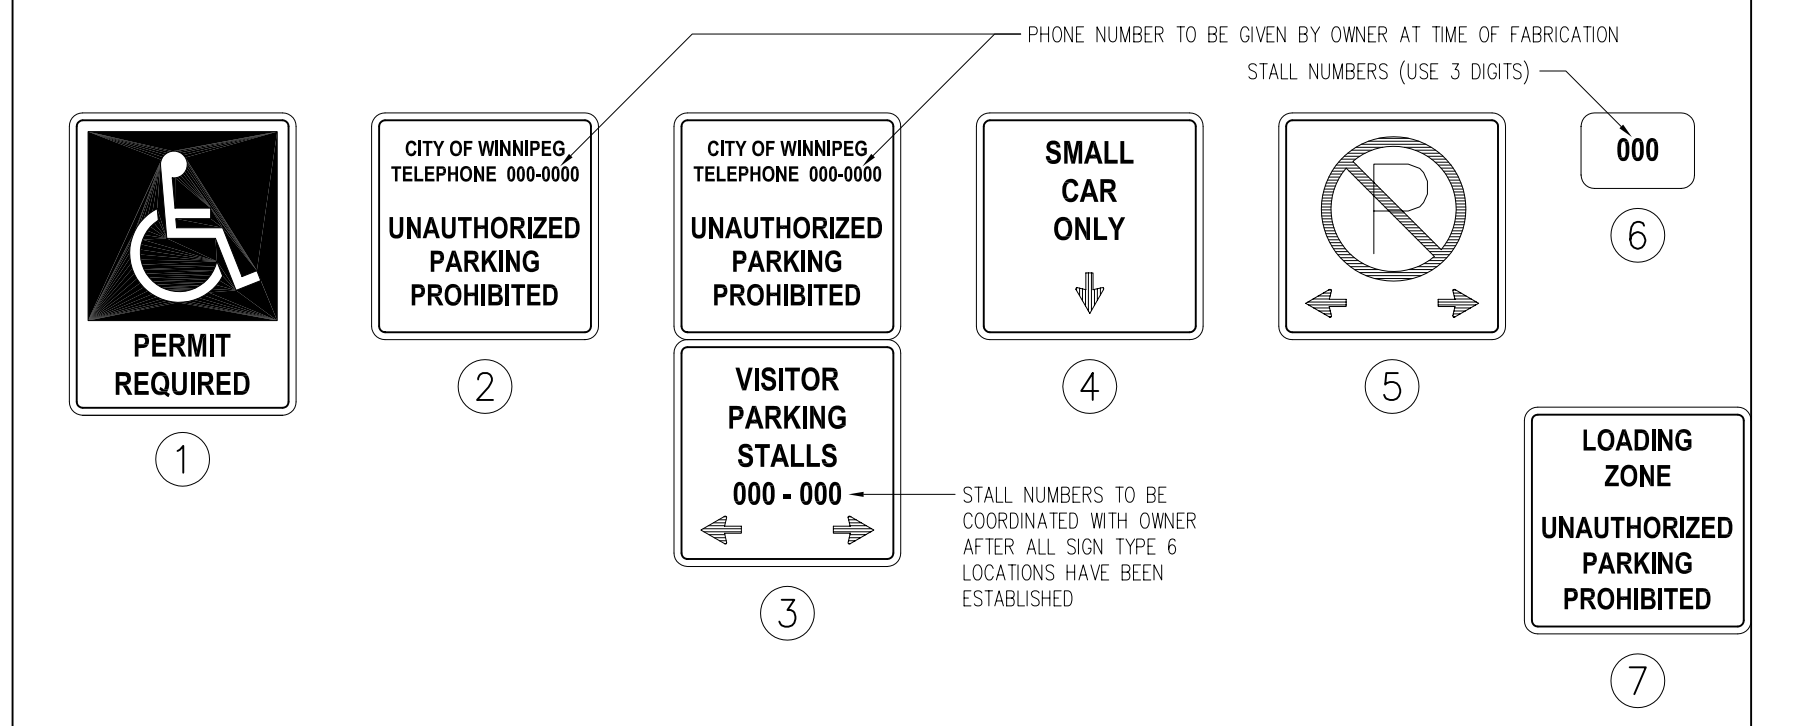 PHONE NUMBER TO BE GIVEN BY OWNER AT TIME OF FABRICATION
STALL NUMBERS (USE 3 DIGITS)
PERMIT
REQUIRED
1
CITY OF WINNIPEG
TELEPHONE 000-0000
UNAUTHORIZED
PARKING
PROHIBITED
2
CITY OF WINNIPEG
TELEPHONE 000-0000
UNAUTHORIZED
PARKING
PROHIBITED
VISITOR
PARKING
STALLS
000 - 000
STALL NUMBERS TO BE
COORDINATED WITH OWNER
AFTER ALL SIGN TYPE 6
LOCATIONS HAVE BEEN
ESTABLISHED
3
SMALL
CAR
ONLY
4
P
5
000
6
LOADING
ZONE
UNAUTHORIZED
PARKING
PROHIBITED
7